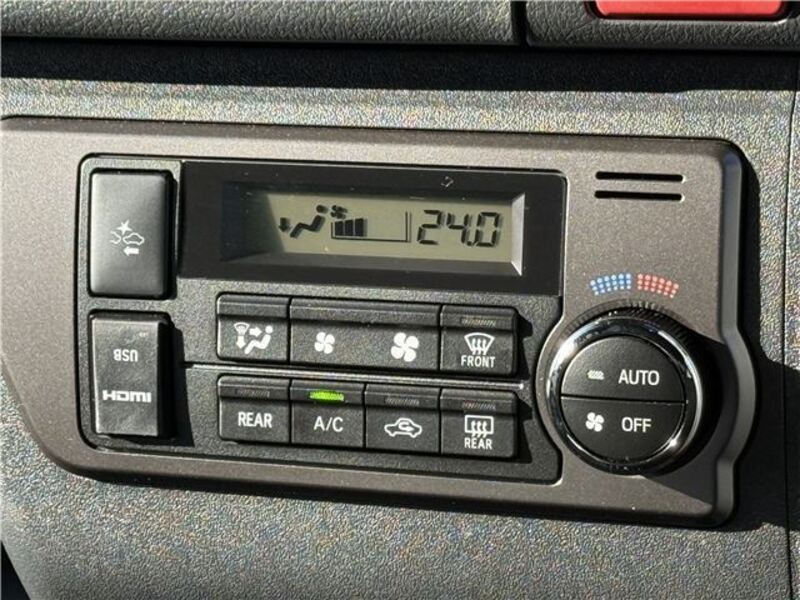 24.0
FRONT
USB
HDMI
REAR
A/C
REAR
AUTO
OFF